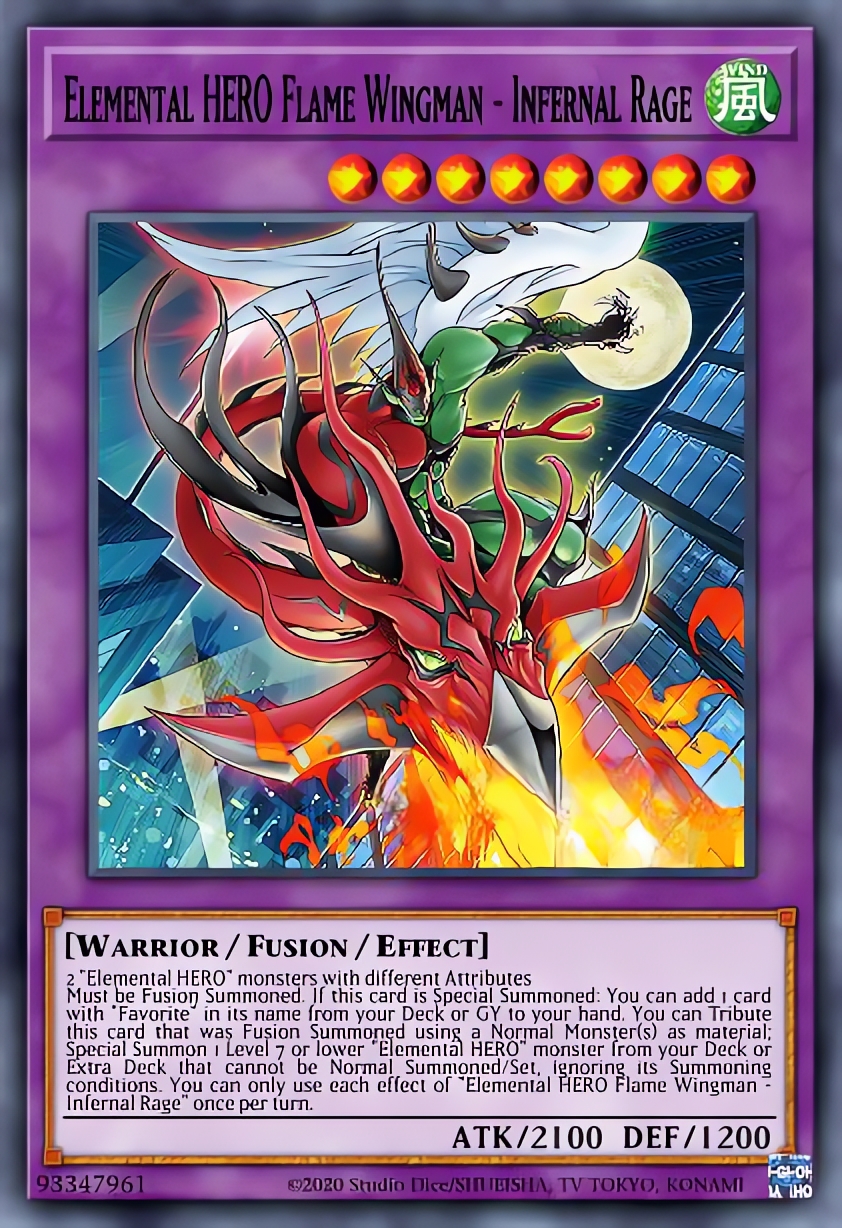 Elemental HERO Flame Wingman - Infernal Rage
WIND
風
[Warrior / Fusion / Effect]
2 "Elemental HERO" monsters with different Attributes
Must be Fusion Summoned. If this card is Special Summoned: You can add 1 card
with "Favorite" in its name from your Deck or GY to your hand. You can Tribute
this card that was Fusion Summoned using a Normal Monster(s) as material;
Special Summon 1 Level 7 or lower "Elemental HERO" monster from your Deck or
Extra Deck that cannot be Normal Summoned/Set, ignoring its Summoning
conditions. You can only use each effect of "Elemental HERO Flame Wingman -
Infernal Rage" once per turn.
ATK/2100 DEF/1200
93347961 ©2020 Studio Dice/SHUEISHA, TV TOKYO, KONAMI